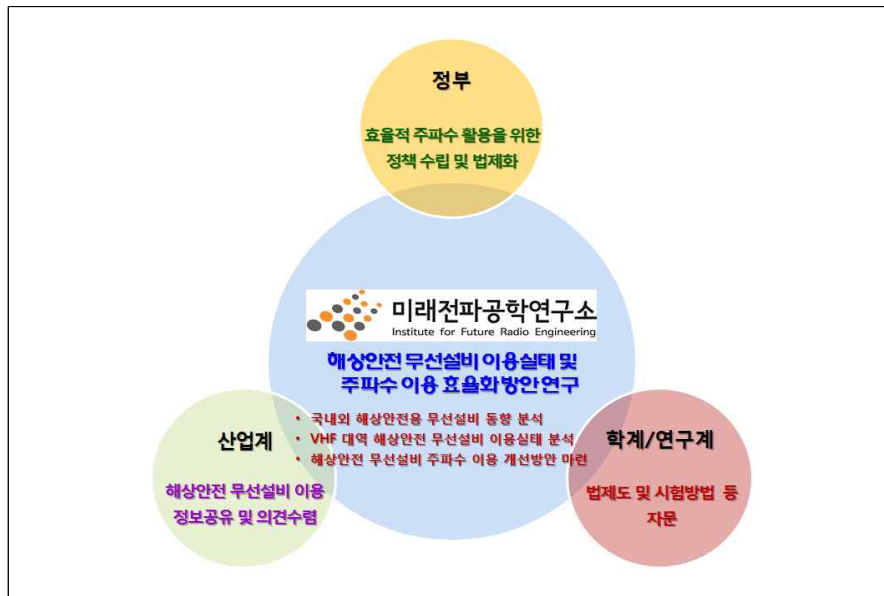 정부
효율적 주파수 활용을 위한
정책 수립 및 법제화
미래전파공학연구소
Institute for Future Radio Engineering
해상안전 무선설비 이용실태 및
주파수 이용 효율화 방안 연구
• 국내외 해상안전용 무선설비 동향 분석
• VHF 대역 해상안전 무선설비 이용실태 분석
• 해상안전 무선설비 주파수 이용 개선방안 마련
산업계
해상안전 무선설비 이용
정보공유 및 의견수렴
학계/연구계
법제도 및 시험방법 등
자문